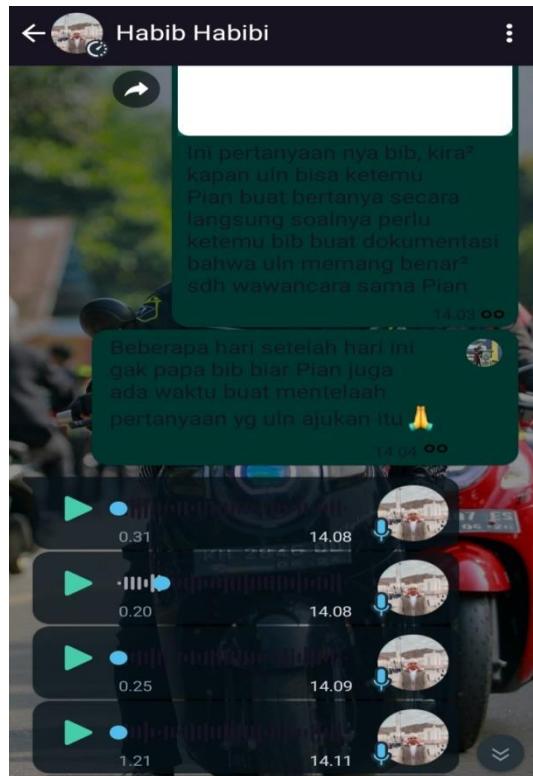 Habib Habibi
Ini pertanyaan nya bib, kira²
kapan uln bisa ketemu
Pian buat bertanya secara
langsung soalnya perlu
ketemu bib buat dokumentasi
bahwa uln memang benar²
sdh wawancara sama Pian
14.03
Beberapa hari setelah hari ini
gak papa bib biar Pian juga
ada waktu buat mentelaah
pertanyaan yg uln ajukan itu 🙏
14.04
0.31 14.08
0.20 14.08
0.25 14.09
1.21 14.11